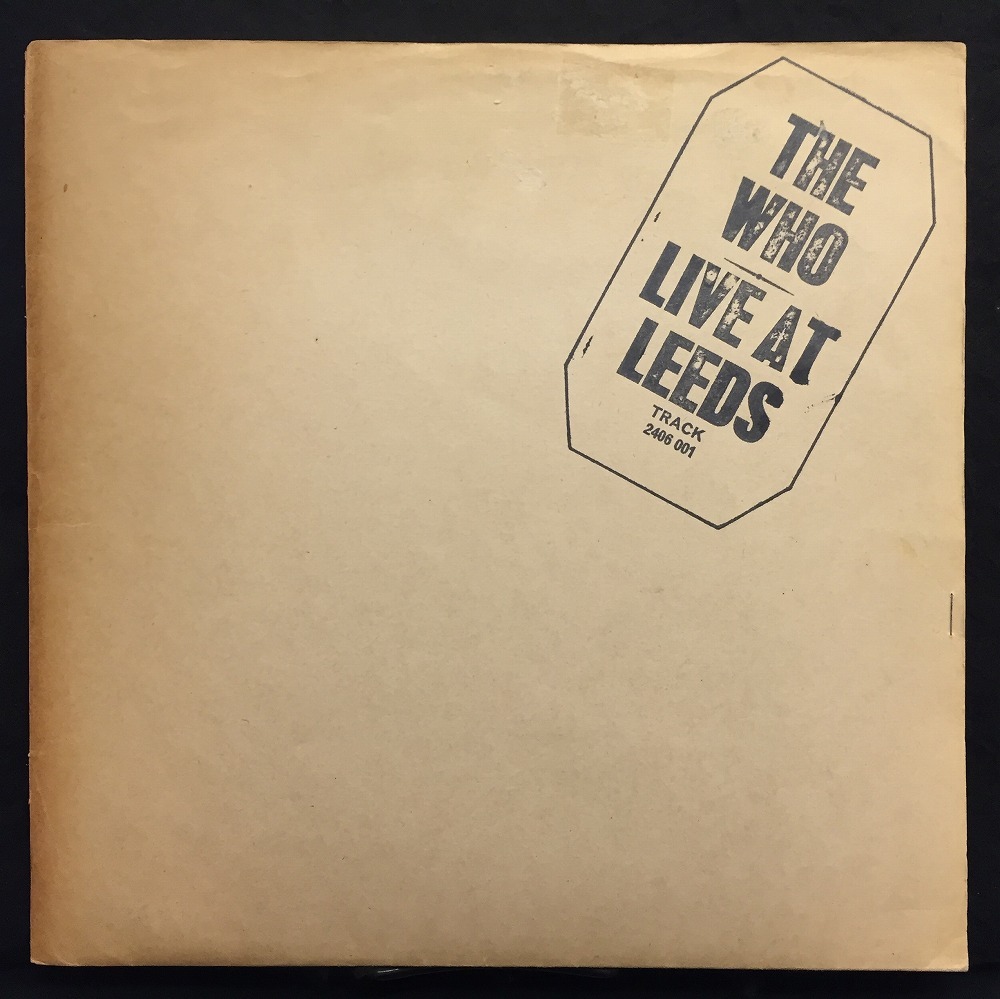 THE
WHO
LIVE AT
LEEDS
TRACK
2406 001